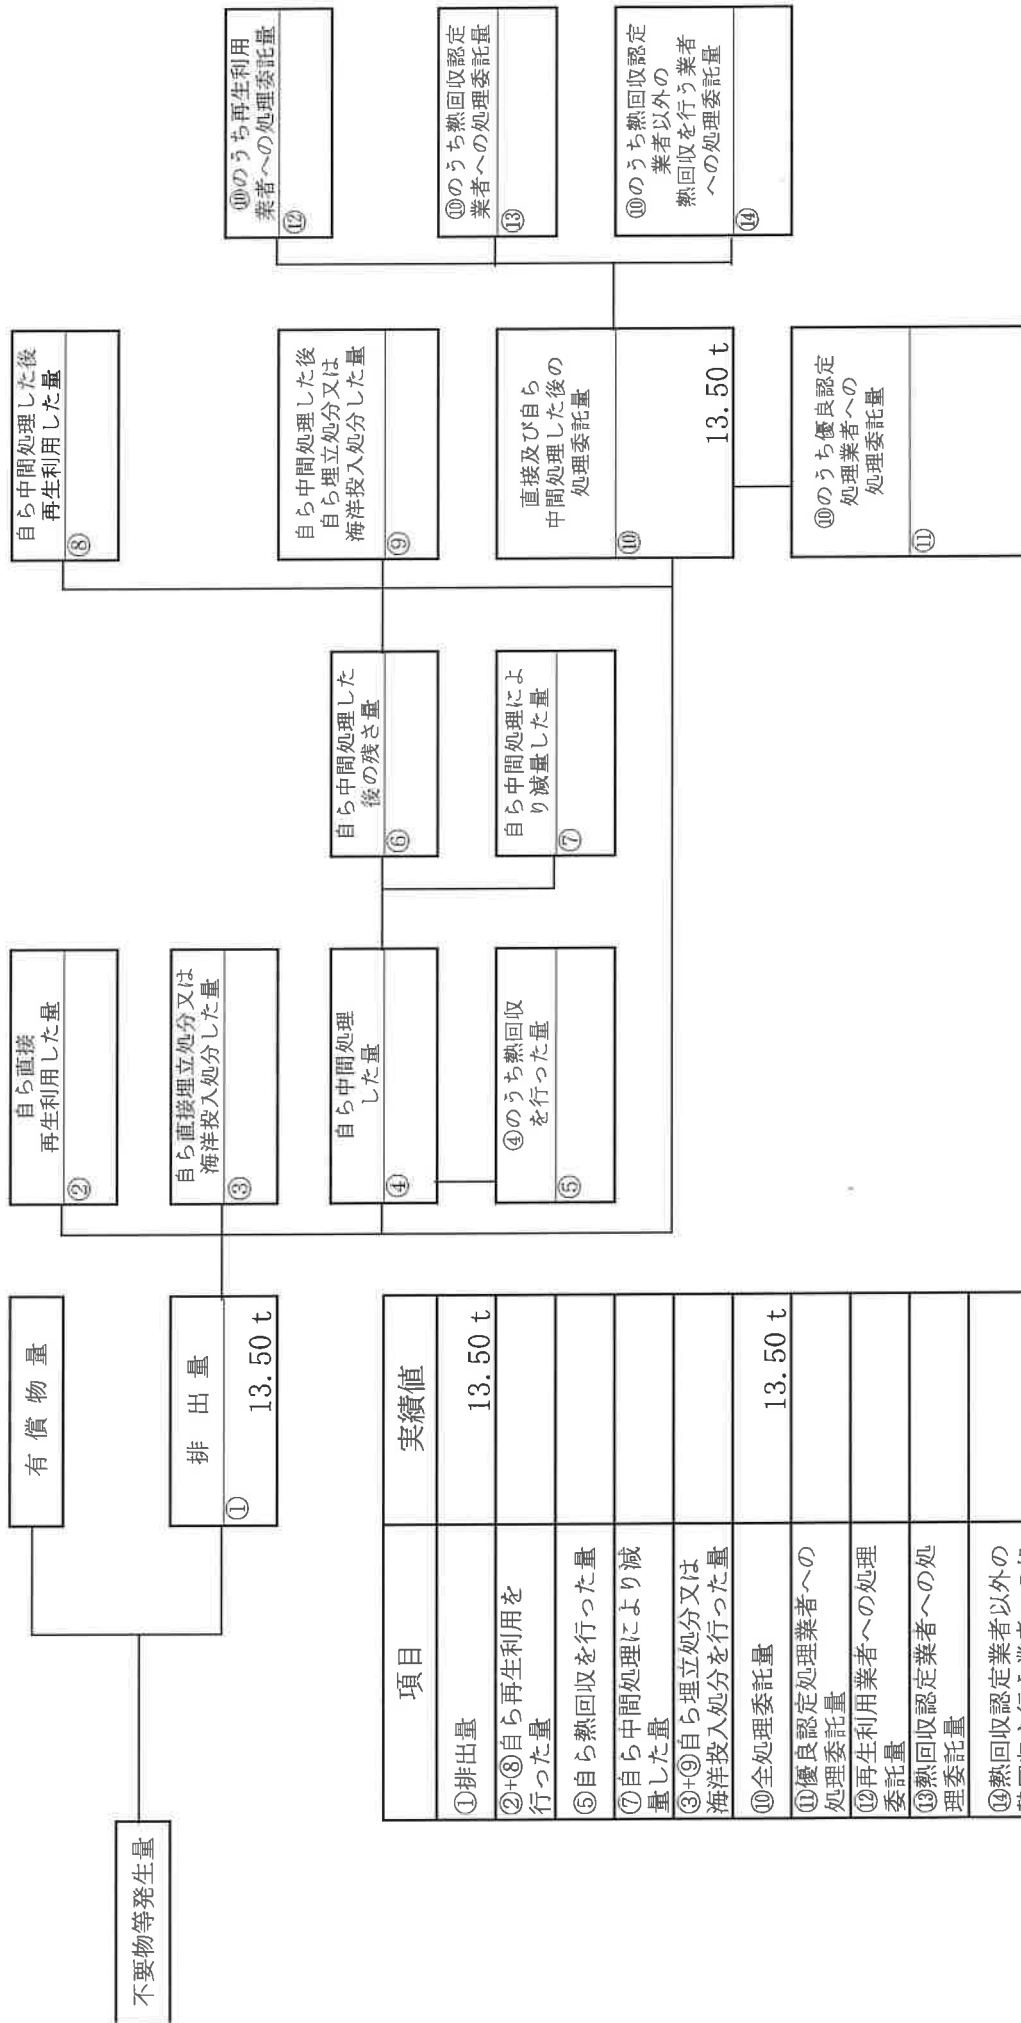 不要物等発生量
有償物量
排出量
①
13.50 t
自ら直接
再生利用した量
②
自ら直接埋立処分又は
海洋投入処分した量
③
自ら中間処理
した量
④
④のうち熱回収
を行った量
⑤
自ら中間処理した
後の残さ量
⑥
自ら中間処理によ
り減量した量
⑦
自ら中間処理した後
再生利用した量
⑧
自ら中間処理した後
自ら埋立処分又は
海洋投入処分した量
⑨
直接及び自ら
中間処理した後の
処理委託量
⑩
13.50 t
⑩のうち優良認定
処理業者への
処理委託量
⑪
⑩のうち再生利用
業者への処理委託量
⑫
⑩のうち熱回収認定
業者への処理委託量
⑬
⑩のうち熱回収認定
業者以外の
熱回収を行う業者
への処理委託量
⑭
項目 実績値
①排出量 13.50 t
②+⑧自ら再生利用を
行った量
⑤自ら熱回収を行った量
⑦自ら中間処理により減
量した量
③+⑨自ら埋立処分又は
海洋投入処分を行った量
⑩全処理委託量 13.50 t
⑪優良認定処理業者への
処理委託量
⑫再生利用業者への処理
委託量
⑬熱回収認定業者への処
理委託量
⑭熱回収認定業者以外の